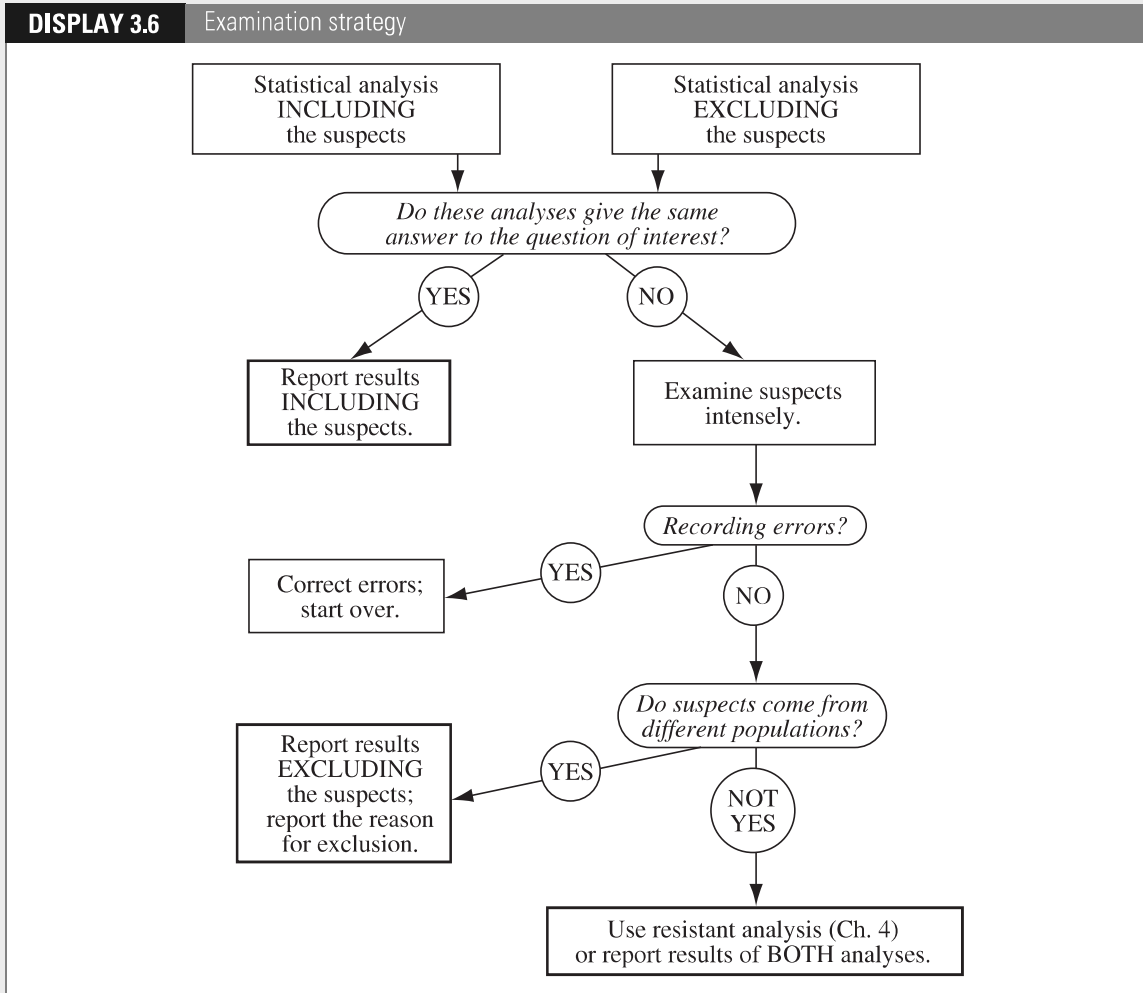 DISPLAY 3.6 Examination strategy
Statistical analysis
INCLUDING
the suspects
Statistical analysis
EXCLUDING
the suspects
Do these analyses give the same
answer to the question of interest?
YES
NO
Report results
INCLUDING
the suspects.
Examine suspects
intensely.
Recording errors?
YES
NO
Correct errors;
start over.
Do suspects come from
different populations?
YES
NOT
YES
Report results
EXCLUDING
the suspects;
report the reason
for exclusion.
Use resistant analysis (Ch. 4)
or report results of BOTH analyses.